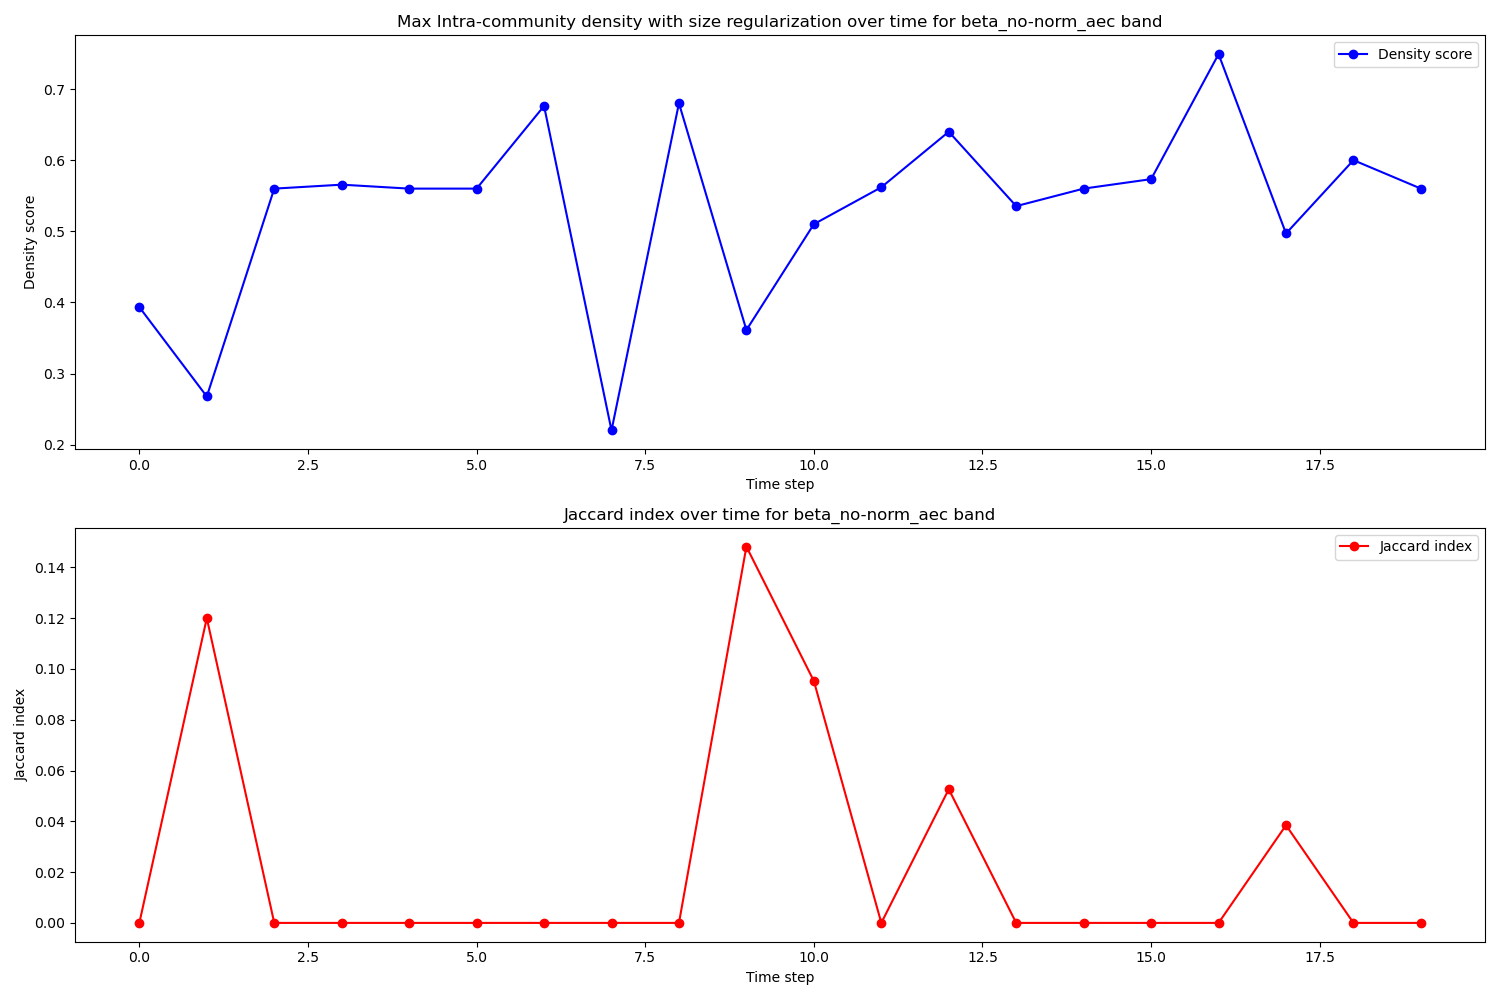 Max Intra-community density with size regularization over time for beta_no-norm_aec band
Density score
0.7
0.6
0.5
0.4
0.3
0.2
Density score
0.0 2.5 5.0 7.5 10.0 12.5 15.0 17.5
Time step
Jaccard index over time for beta_no-norm_aec band
Jaccard index
0.14
0.12
0.10
0.08
0.06
0.04
0.02
0.00
Jaccard index
0.0 2.5 5.0 7.5 10.0 12.5 15.0 17.5
Time step